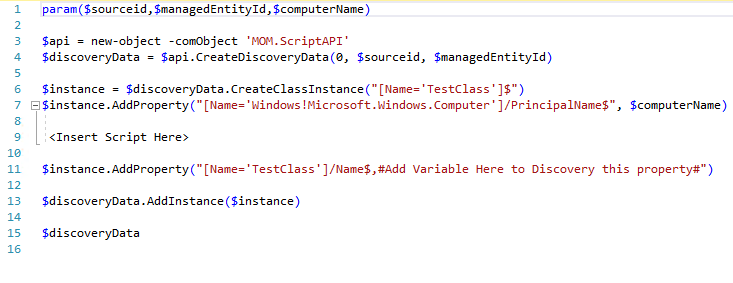 1 param($sourceid,$managedEntityId,$computerName)
2
3 $api = new-object -comObject 'MOM.ScriptAPI'
4 $discoveryData = $api.CreateDiscoveryData(0, $sourceid, $managedEntityId)
5
6 $instance = $discoveryData.CreateClassInstance("[Name='TestClass']$")
7 $instance.AddProperty("[Name='Windows!Microsoft.Windows.Computer']/PrincipalName$", $computerName)
8
9 <Insert Script Here>
10
11 $instance.AddProperty("[Name='TestClass']/Name$,#Add Variable Here to Discovery this property#")
12
13 $discoveryData.AddInstance($instance)
14
15 $discoveryData
16